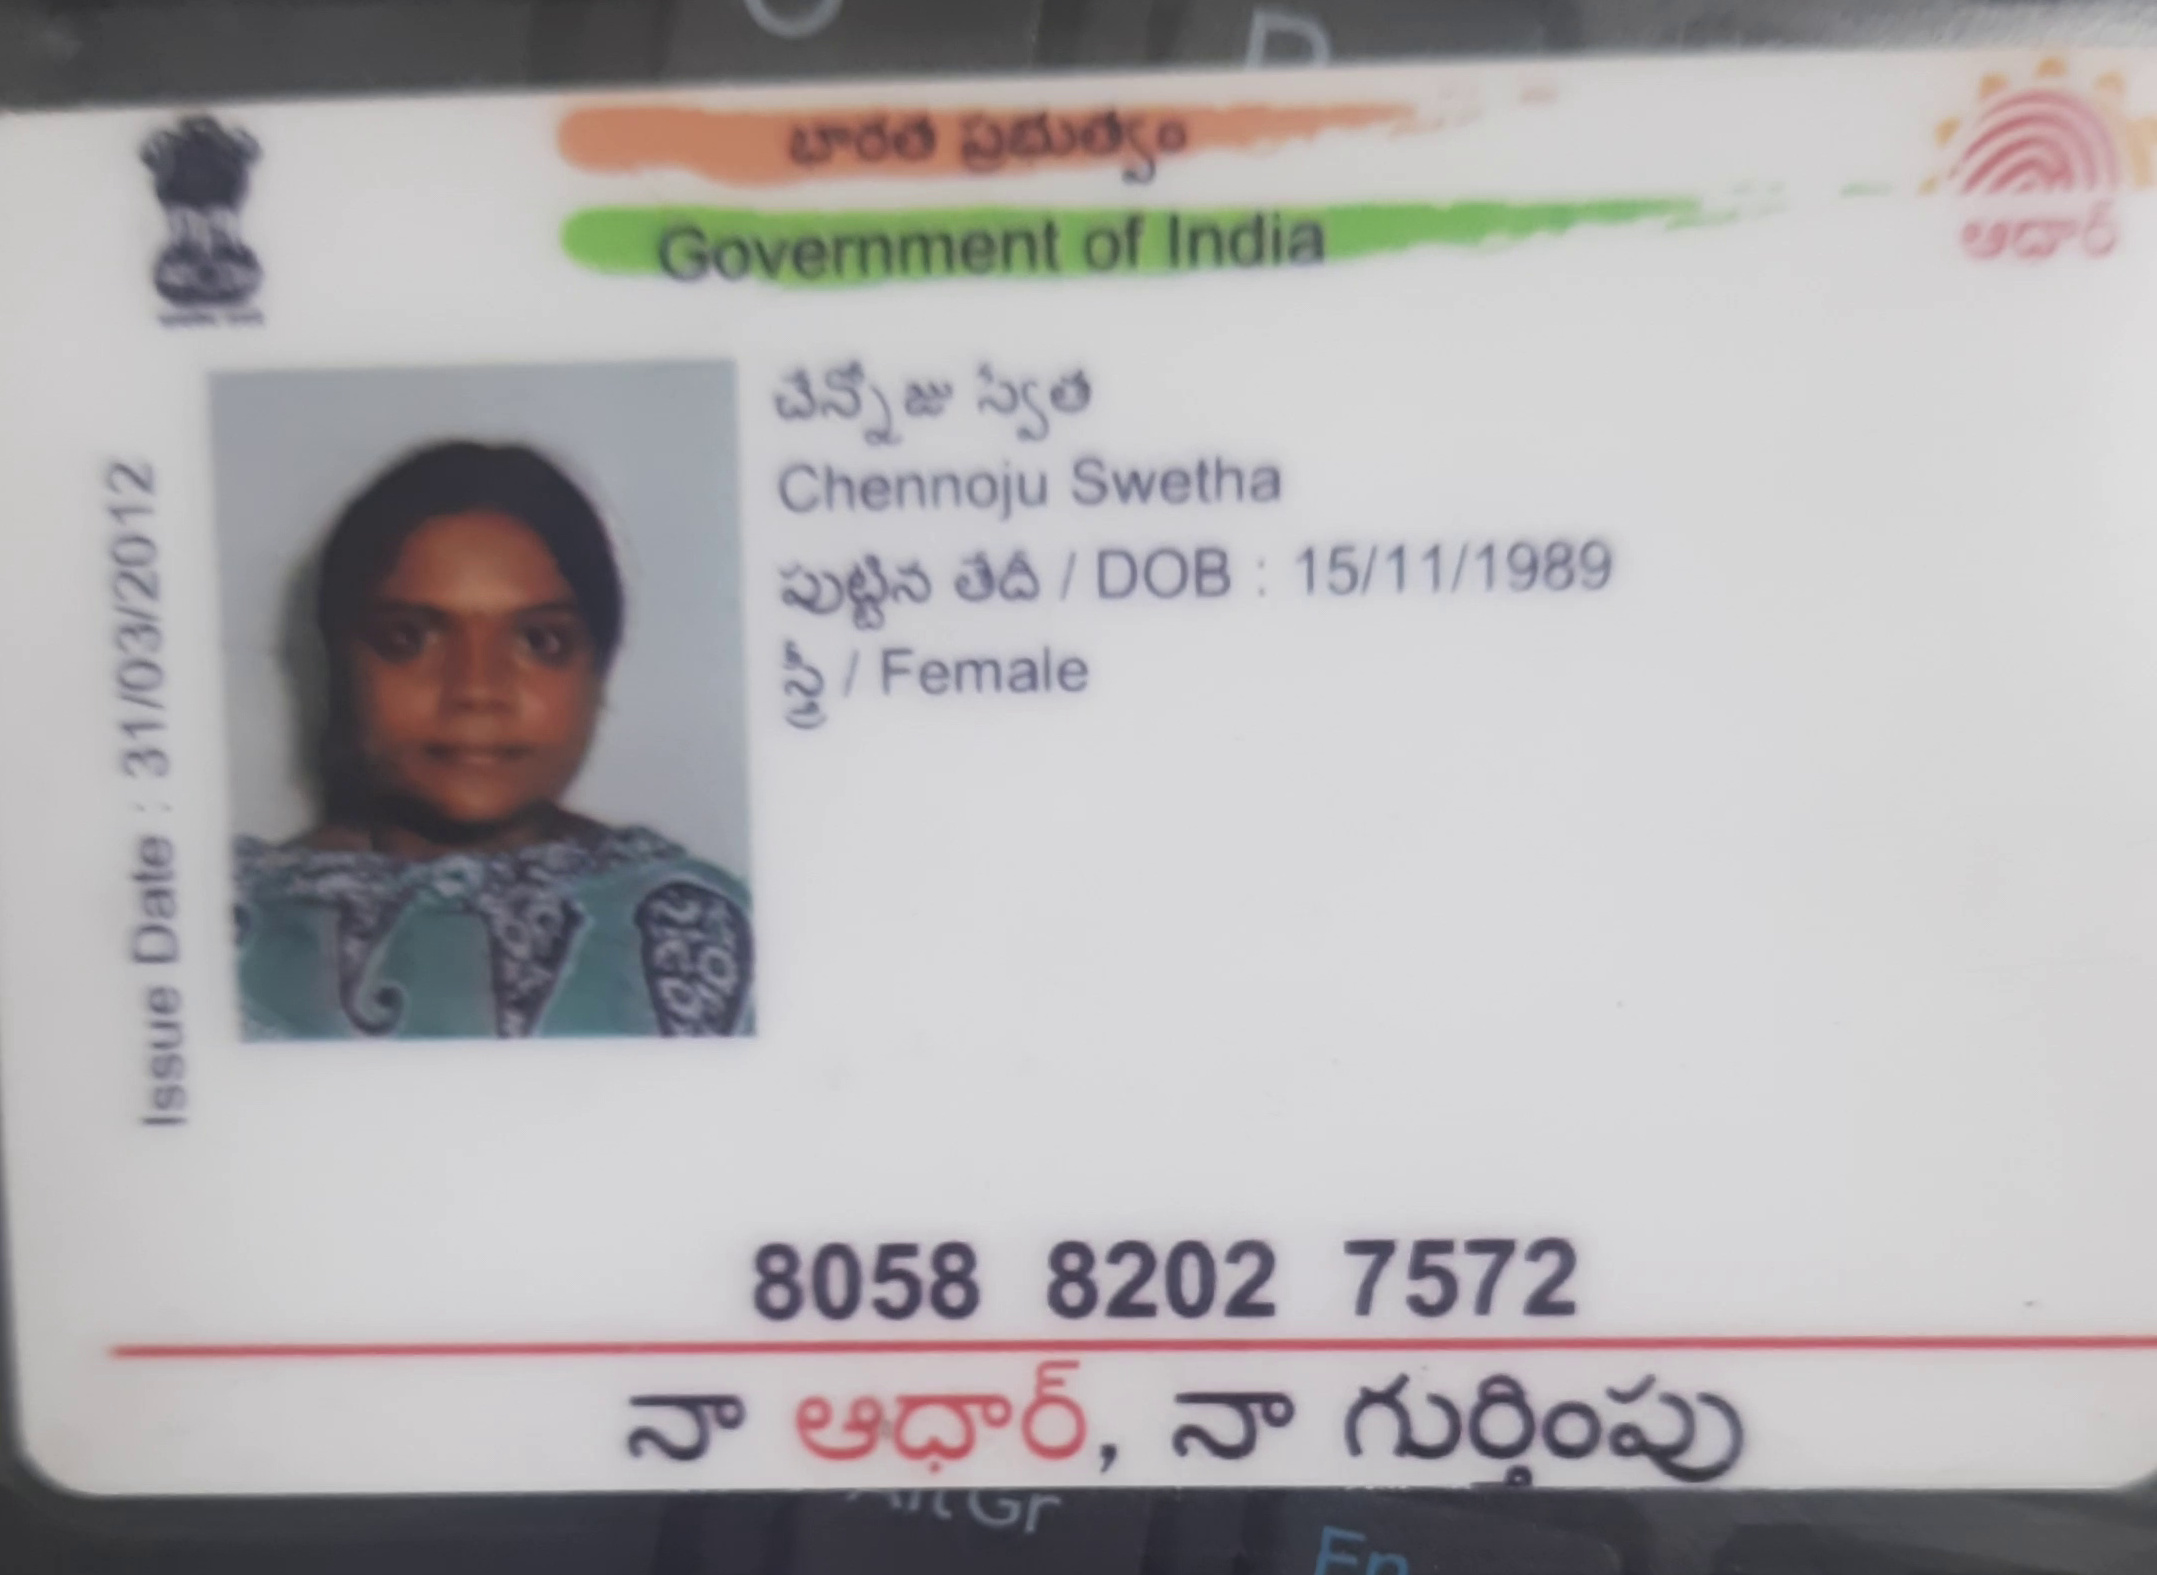 భారత ప్రభుత్వం
Government of India
ఆధార్
చేన్నోజు స్వేత
Chennoju Swetha
పుట్టిన తేదీ / DOB : 15/11/1989
స్త్రీ / Female
Issue Date : 31/03/2012
8058 8202 7572
నా ఆధార్, నా గుర్తింపు
Alt Gr